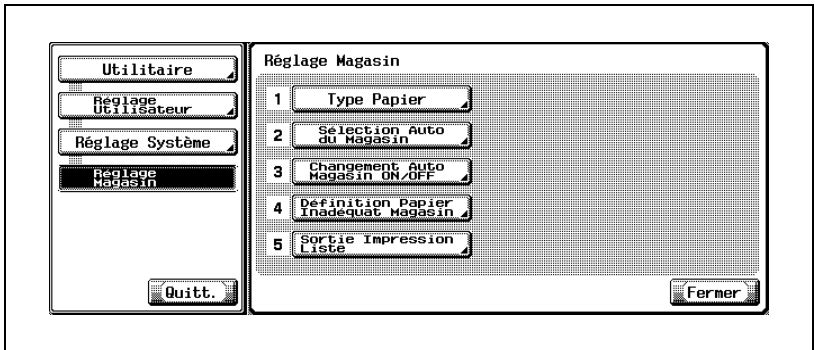 Utilitaire
Réglage
Utilisateur
Réglage Système
Réglage
Magasin
Quitt.
Réglage Magasin
1 Type Papier
2 Sélection Auto
du Magasin
3 Changement Auto
Magasin ON/OFF
4 Définition Papier
Inadéquat Magasin
5 Sortie Impression
Liste
Fermer